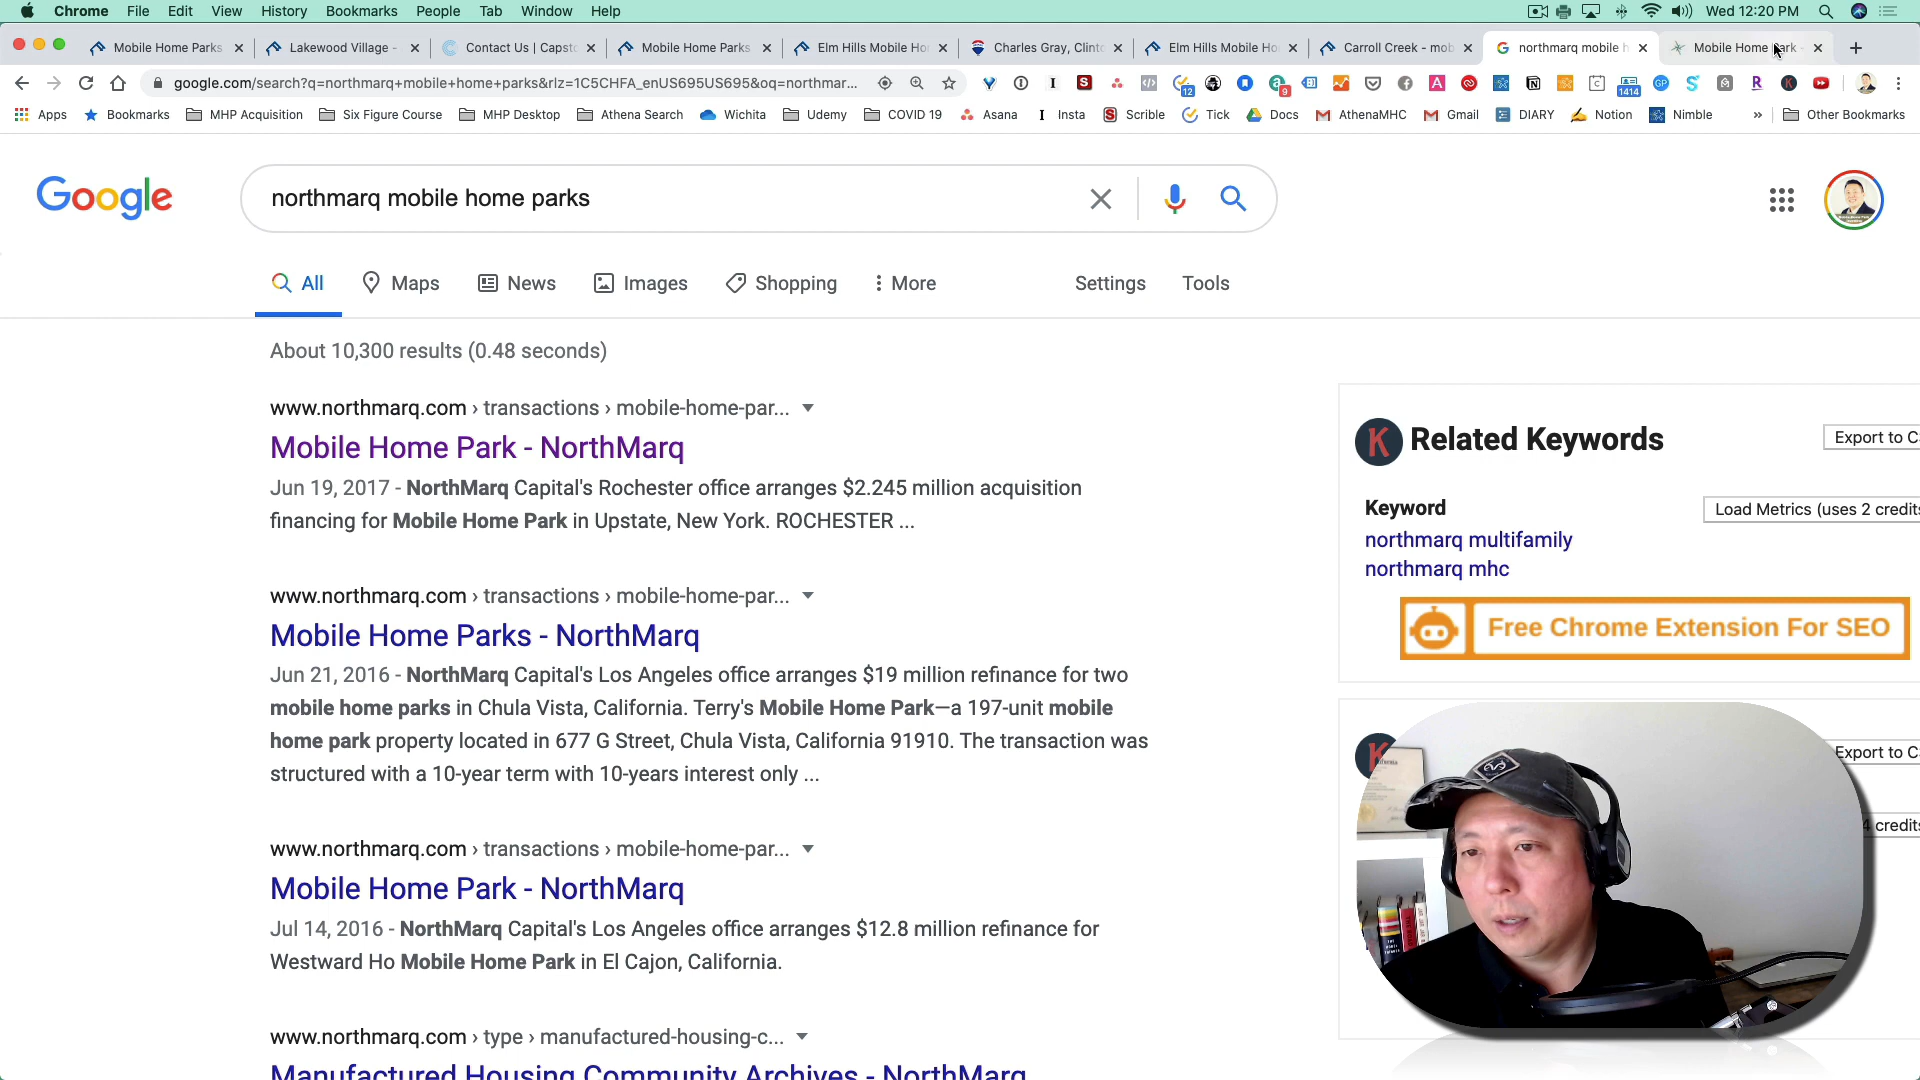 Chrome File Edit View History Bookmarks People Tab Window Help Wed 12:20 PM
Mobile Home Parks Lakewood Village - Contact Us | Capsto Mobile Home Parks Elm Hills Mobile Ho Charles Gray, Clinto Elm Hills Mobile Ho Carroll Creek - mob northmarq mobile h Mobile Home Park -
google.com/search?q=northmarq+mobile+home+parks&rlz=1C5CHFA_enUS695US695&oq=northmar... 12 9 1414
Apps Bookmarks MHP Acquisition Six Figure Course MHP Desktop Athena Search Wichita Udemy COVID 19 Asana Insta Scrible Tick Docs AthenaMHC Gmail DIARY Notion Nimble » Other Bookmarks
Google
northmarq mobile home parks
All Maps News Images Shopping More Settings Tools
About 10,300 results (0.48 seconds)
www.northmarq.com › transactions › mobile-home-par...
Mobile Home Park - NorthMarq
Jun 19, 2017 - NorthMarq Capital's Rochester office arranges $2.245 million acquisition
financing for Mobile Home Park in Upstate, New York. ROCHESTER ...
www.northmarq.com › transactions › mobile-home-par...
Mobile Home Parks - NorthMarq
Jun 21, 2016 - NorthMarq Capital's Los Angeles office arranges $19 million refinance for two
mobile home parks in Chula Vista, California. Terry's Mobile Home Park—a 197-unit mobile
home park property located in 677 G Street, Chula Vista, California 91910. The transaction was
structured with a 10-year term with 10-years interest only ...
www.northmarq.com › transactions › mobile-home-par...
Mobile Home Park - NorthMarq
Jul 14, 2016 - NorthMarq Capital's Los Angeles office arranges $12.8 million refinance for
Westward Ho Mobile Home Park in El Cajon, California.
www.northmarq.com › type › manufactured-housing-c...
Manufactured Housing Community Archives - NorthMarq
K Related Keywords
Export to C
Keyword
Load Metrics (uses 2 credits
northmarq multifamily
northmarq mhc
Free Chrome Extension For SEO
K
Export to C
4 credits